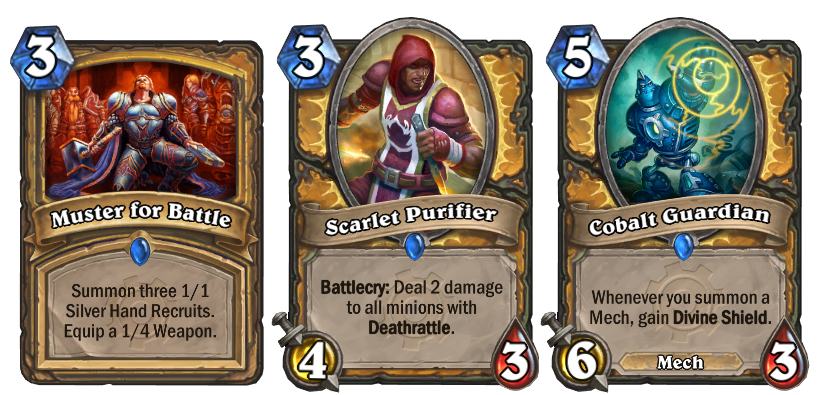 3
Muster for Battle
Summon three 1/1
Silver Hand Recruits.
Equip a 1/4 Weapon.
3
Scarlet Purifier
Battlecry: Deal 2 damage
to all minions with
Deathrattle.
4
3
5
Cobalt Guardian
Whenever you summon a
Mech, gain Divine Shield.
6
Mech
3